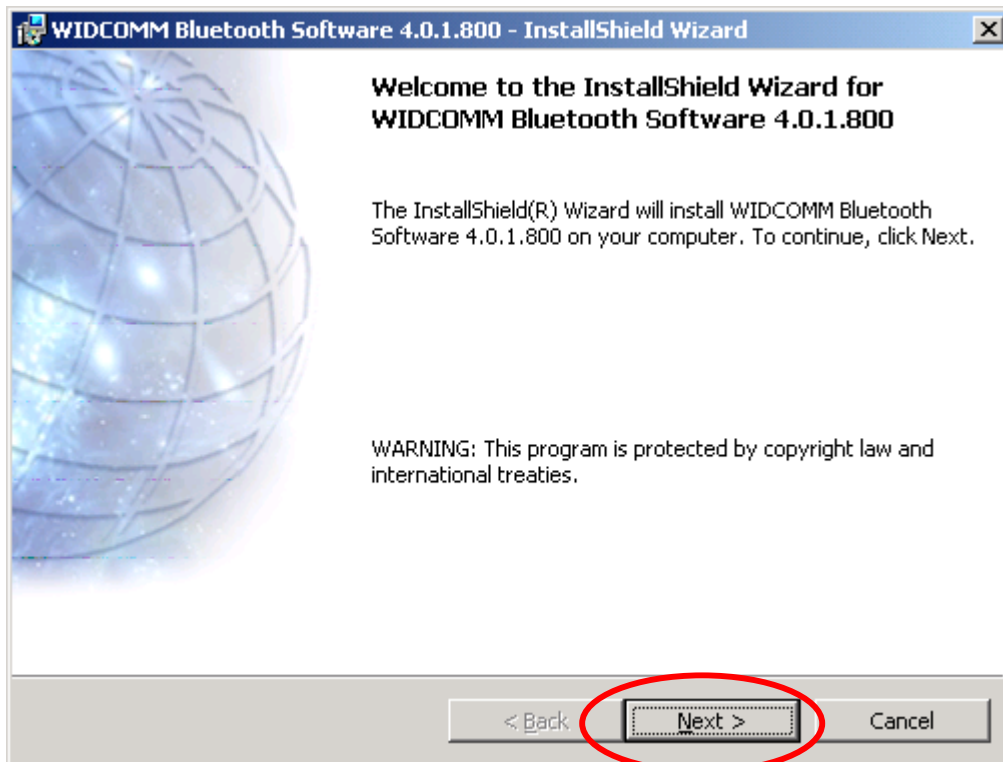 WIDCOMM Bluetooth Software 4.0.1.800 - InstallShield Wizard
Welcome to the InstallShield Wizard for
WIDCOMM Bluetooth Software 4.0.1.800
The InstallShield(R) Wizard will install WIDCOMM Bluetooth
Software 4.0.1.800 on your computer. To continue, click Next.
WARNING: This program is protected by copyright law and
international treaties.
< Back Next > Cancel